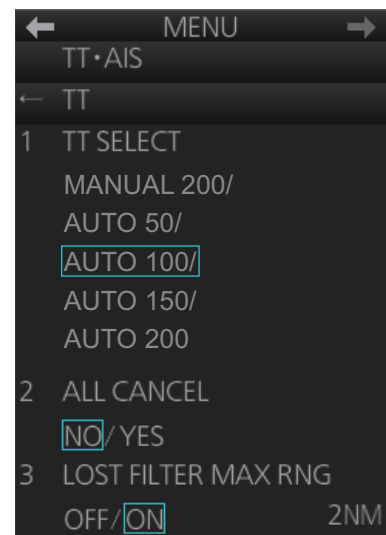 ← MENU →
TT•AIS
← TT
1 TT SELECT
MANUAL 200/
AUTO 50/
AUTO 100/
AUTO 150/
AUTO 200
2 ALL CANCEL
NO/YES
3 LOST FILTER MAX RNG
OFF/ON 2NM